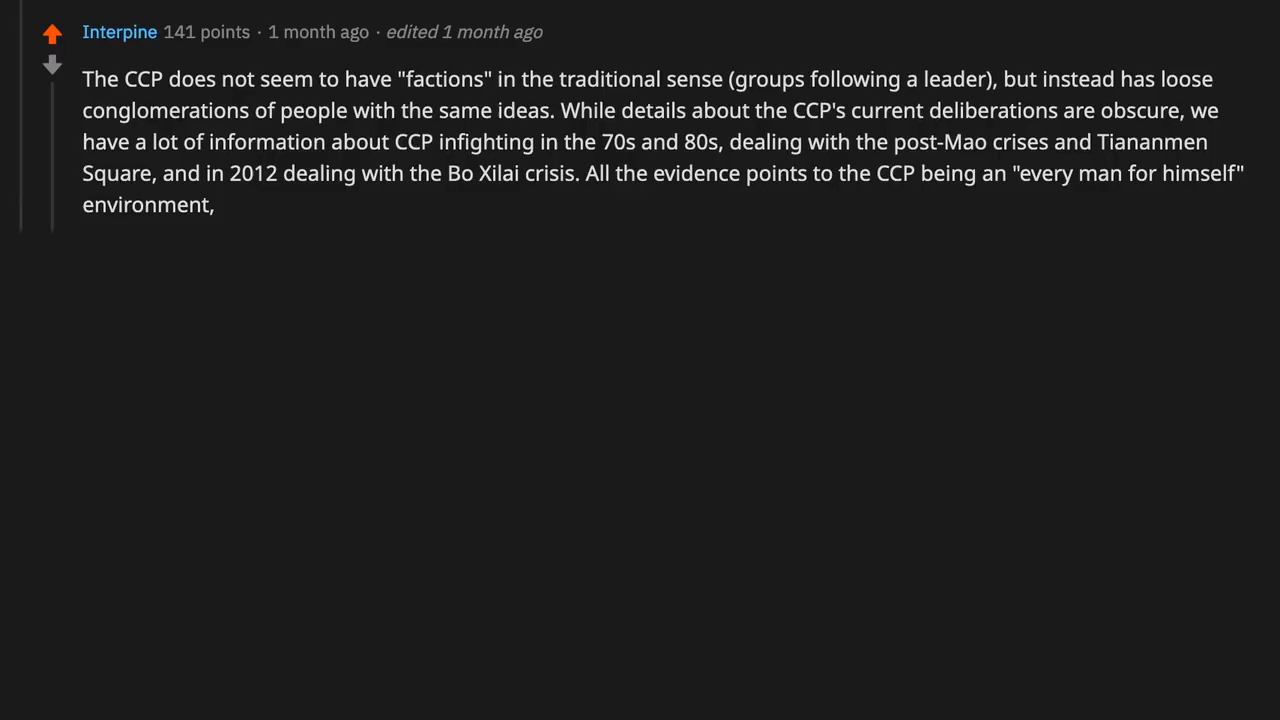 Interpine 141 points · 1 month ago · edited 1 month ago
The CCP does not seem to have "factions" in the traditional sense (groups following a leader), but instead has loose
conglomerations of people with the same ideas. While details about the CCP's current deliberations are obscure, we
have a lot of information about CCP infighting in the 70s and 80s, dealing with the post-Mao crises and Tiananmen
Square, and in 2012 dealing with the Bo Xilai crisis. All the evidence points to the CCP being an "every man for himself"
environment,